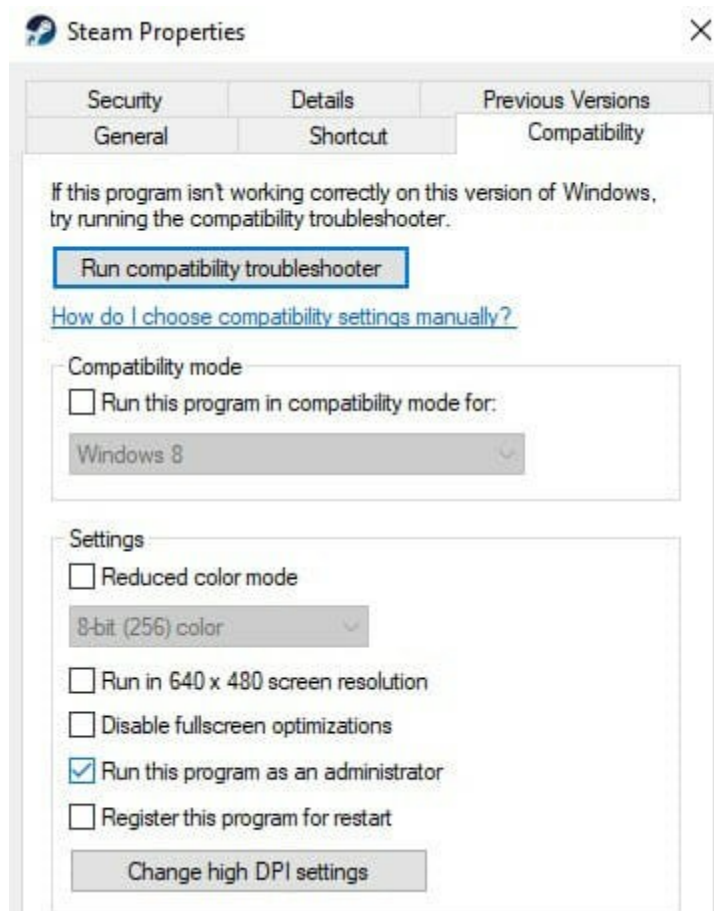 Steam Properties
Security Details Previous Versions
General Shortcut Compatibility
If this program isn't working correctly on this version of Windows,
try running the compatibility troubleshooter.
Run compatibility troubleshooter
How do I choose compatibility settings manually?
Compatibility mode
Run this program in compatibility mode for:
Windows 8
Settings
Reduced color mode
8-bit (256) color
Run in 640 x 480 screen resolution
Disable fullscreen optimizations
Run this program as an administrator
Register this program for restart
Change high DPI settings